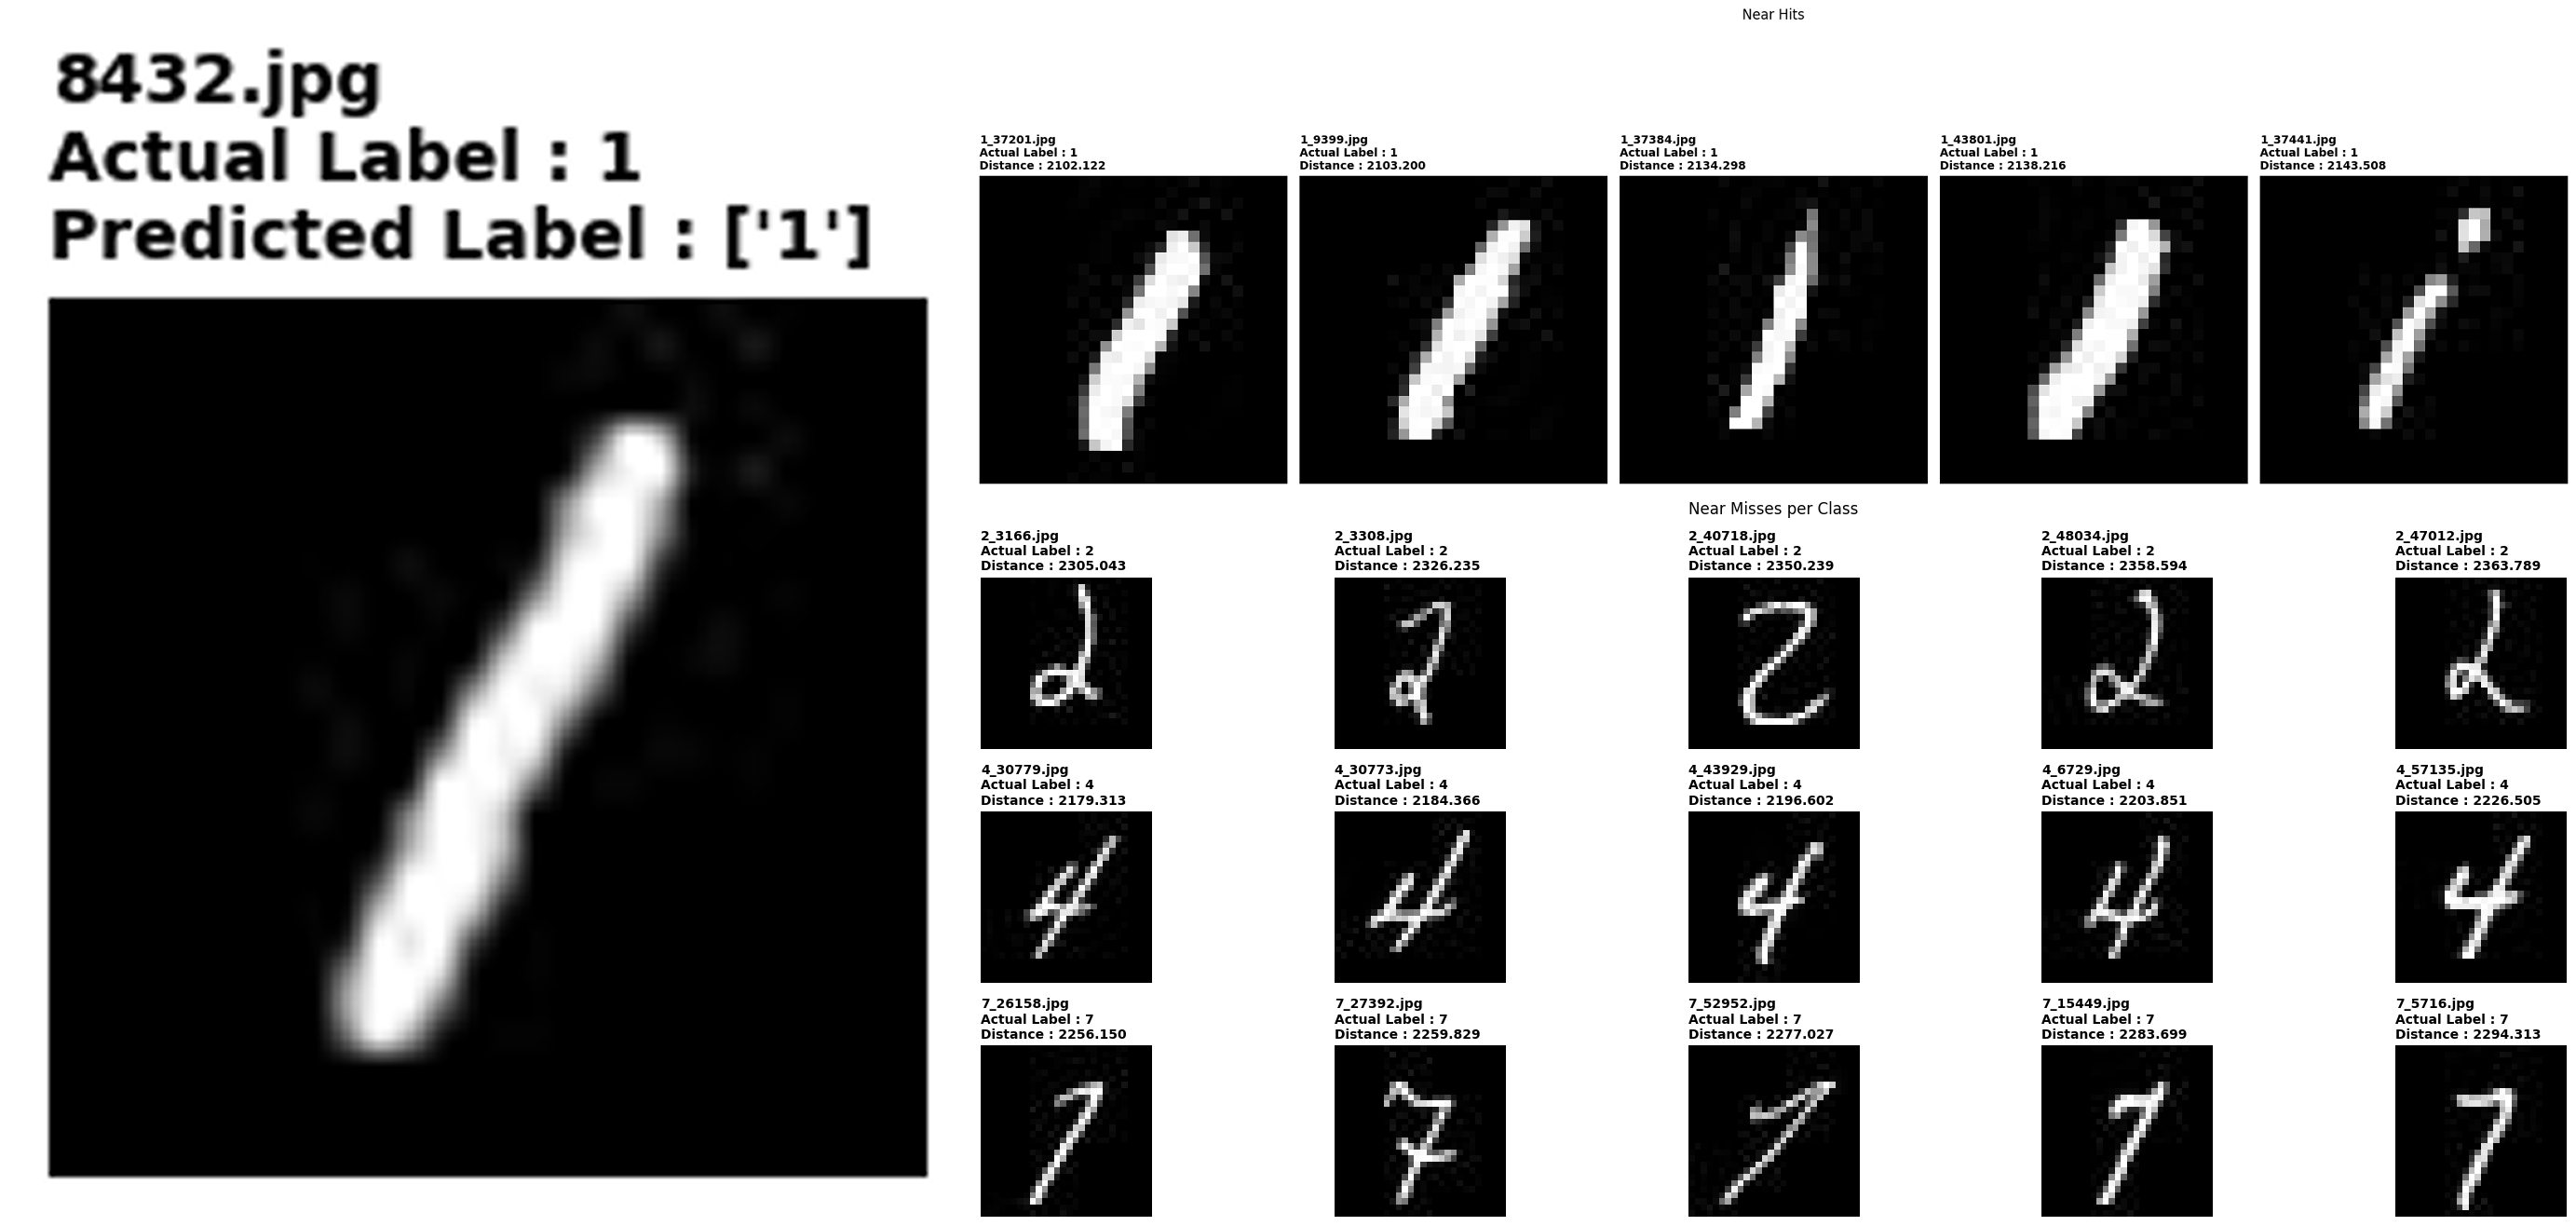 8432.jpg
Actual Label : 1
Predicted Label : ['1']
Near Hits
1_37201.jpg
Actual Label : 1
Distance : 2102.122
1_9399.jpg
Actual Label : 1
Distance : 2103.200
1_37384.jpg
Actual Label : 1
Distance : 2134.298
1_43801.jpg
Actual Label : 1
Distance : 2138.216
1_37441.jpg
Actual Label : 1
Distance : 2143.508
Near Misses per Class
2_3166.jpg
Actual Label : 2
Distance : 2305.043
2_3308.jpg
Actual Label : 2
Distance : 2326.235
2_40718.jpg
Actual Label : 2
Distance : 2350.239
2_48034.jpg
Actual Label : 2
Distance : 2358.594
2_47012.jpg
Actual Label : 2
Distance : 2363.789
4_30779.jpg
Actual Label : 4
Distance : 2179.313
4_30773.jpg
Actual Label : 4
Distance : 2184.366
4_43929.jpg
Actual Label : 4
Distance : 2196.602
4_6729.jpg
Actual Label : 4
Distance : 2203.851
4_57135.jpg
Actual Label : 4
Distance : 2226.505
7_26158.jpg
Actual Label : 7
Distance : 2256.150
7_27392.jpg
Actual Label : 7
Distance : 2259.829
7_52952.jpg
Actual Label : 7
Distance : 2277.027
7_15449.jpg
Actual Label : 7
Distance : 2283.699
7_5716.jpg
Actual Label : 7
Distance : 2294.313